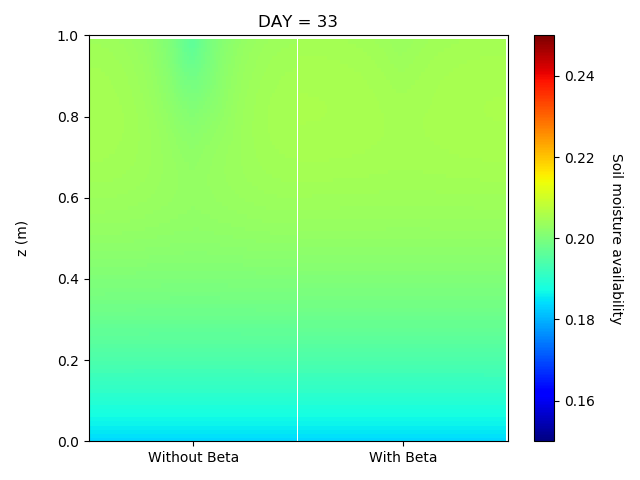 DAY = 33
1.0
0.8
0.6
0.4
0.2
0.0
z (m)
Without Beta
With Beta
0.24
0.22
0.20
0.18
0.16
Soil moisture availability